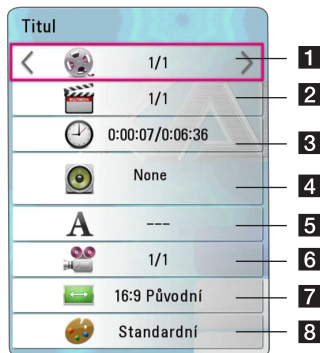 Titul
1/1
1
1/1
2
0:00:07/0:06:36
3
None
4
A ---
5
1/1
6
16:9 Původní
7
Standardní
8